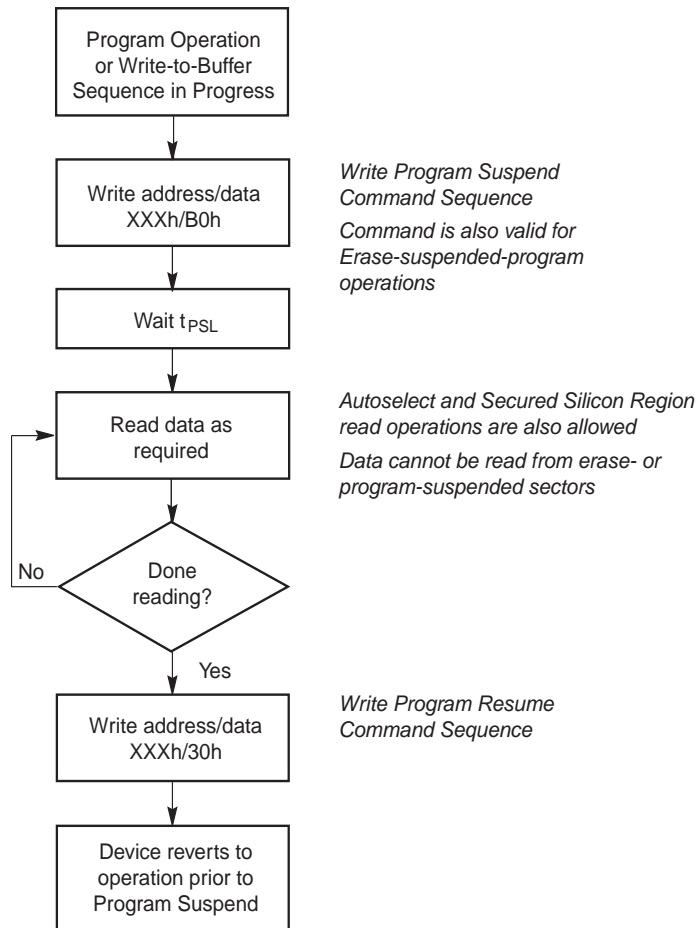 Program Operation
or Write-to-Buffer
Sequence in Progress
Write address/data
XXXh/B0h
Write Program Suspend
Command Sequence
Command is also valid for
Erase-suspended-program
operations
Wait tPSL
Read data as
required
Autoselect and Secured Silicon Region
read operations are also allowed
Data cannot be read from erase- or
program-suspended sectors
No
Done
reading?
Yes
Write address/data
XXXh/30h
Write Program Resume
Command Sequence
Device reverts to
operation prior to
Program Suspend